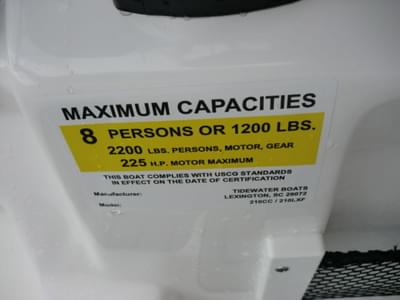 MAXIMUM CAPACITIES
8 PERSONS OR 1200 LBS.
2200 LBS. PERSONS, MOTOR, GEAR
225 H.P. MOTOR MAXIMUM
THIS BOAT COMPLIES WITH USCG STANDARDS
IN EFFECT ON THE DATE OF CERTIFICATION
Manufacturer: TIDEWATER BOATS
LEXINGTON, SC 29072
Model: 216CC / 216LXF